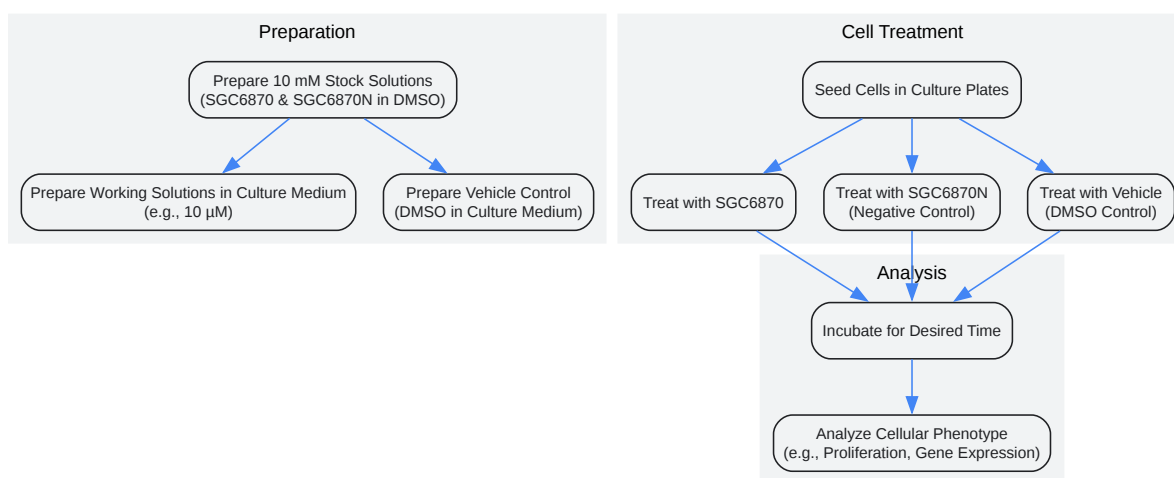 Preparation
Prepare 10 mM Stock Solutions
(SGC6870 & SGC6870N in DMSO)
Prepare Working Solutions in Culture Medium
(e.g., 10 µM)
Prepare Vehicle Control
(DMSO in Culture Medium)
Cell Treatment
Seed Cells in Culture Plates
Treat with SGC6870
Treat with SGC6870N
(Negative Control)
Treat with Vehicle
(DMSO Control)
Analysis
Incubate for Desired Time
Analyze Cellular Phenotype
(e.g., Proliferation, Gene Expression)